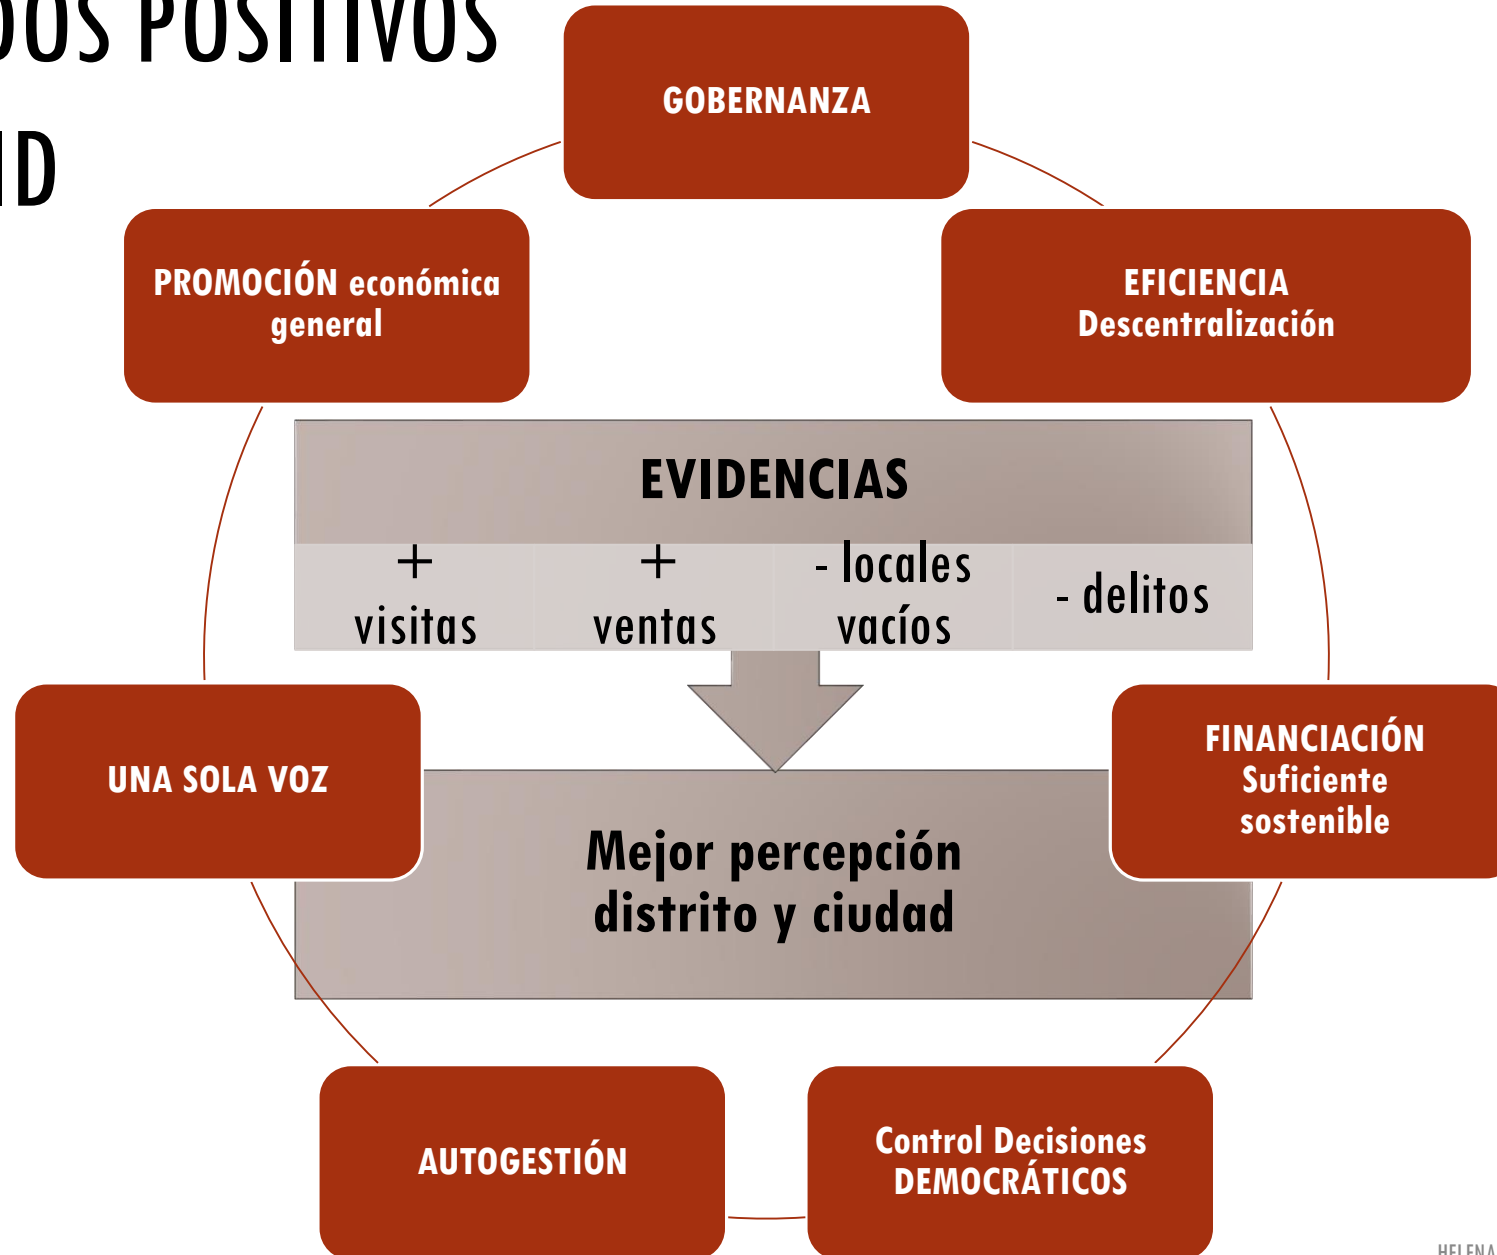 DOS POSITIVOS
ID
GOBERNANZA
PROMOCIÓN económica
general
EFICIENCIA
Descentralización
EVIDENCIAS
+
visitas
+
ventas
- locales
vacíos
- delitos
UNA SOLA VOZ
FINANCIACIÓN
Suficiente
sostenible
Mejor percepción
distrito y ciudad
AUTOGESTIÓN
Control Decisiones
DEMOCRÁTICOS
HELENA